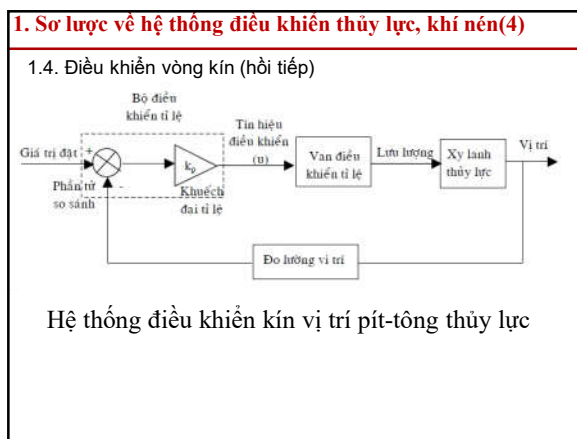 1. Sơ lược về hệ thống điều khiển thủy lực, khí nén(4)
1.4. Điều khiển vòng kín (hồi tiếp)
Bộ điều
khiển tỉ lệ
Tín hiệu
điều khiển
(u)
Giá trị đặt
+
-
Phần tử
so sánh
kp
Khuếch
đại tỉ lệ
Van điều
khiển tỉ lệ
Lưu lượng
Xy lanh
thủy lực
Vị trí
Đo lường vị trí
Hệ thống điều khiển kín vị trí pít-tông thủy lực